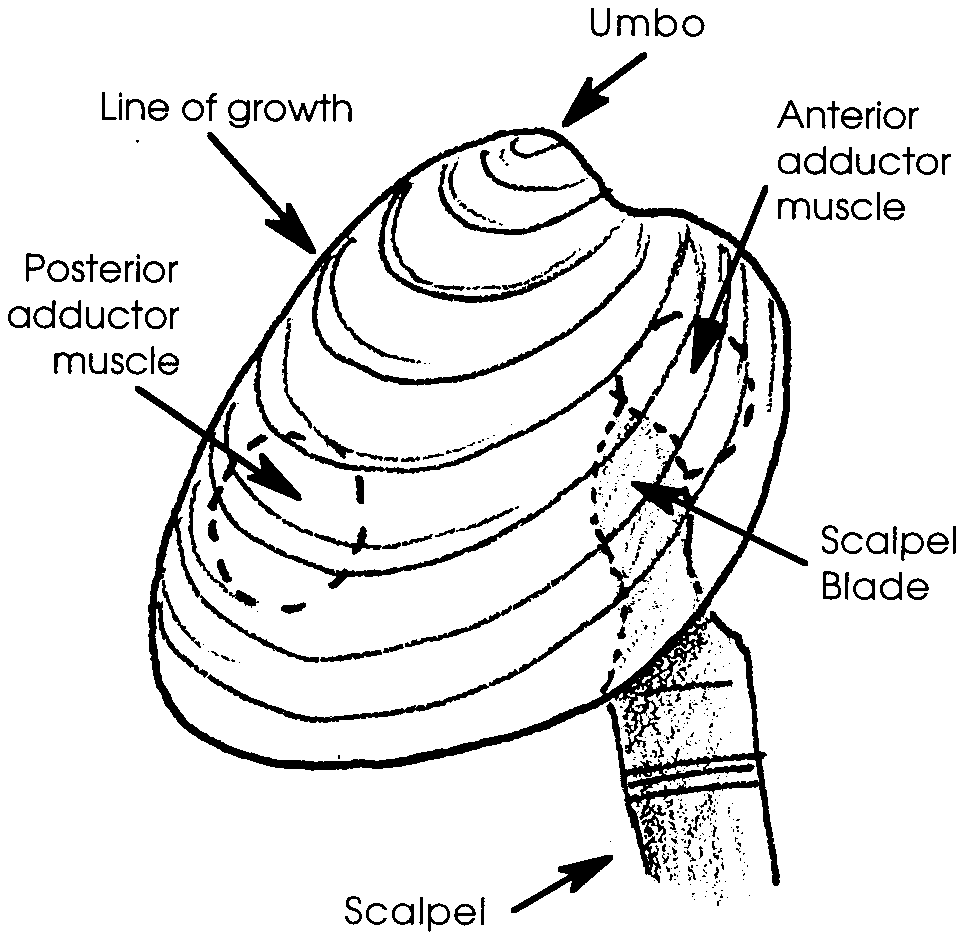 Umbo
Line of growth
Anterior
adductor
muscle
Posterior
adductor
muscle
Scalpel
Blade
Scalpel